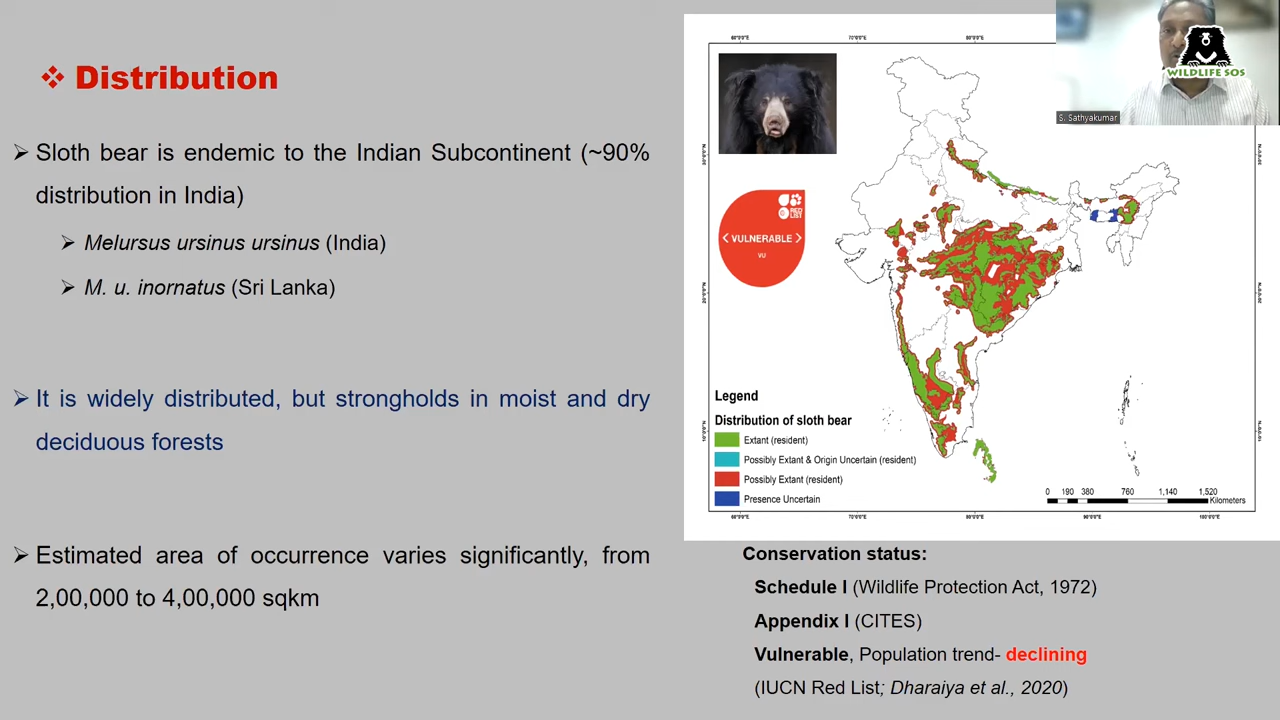 ❖ Distribution
➢ Sloth bear is endemic to the Indian Subcontinent (~90%
distribution in India)
➢ Melursus ursinus ursinus (India)
➢ M. u. inornatus (Sri Lanka)
➢ It is widely distributed, but strongholds in moist and dry
deciduous forests
➢ Estimated area of occurrence varies significantly, from
2,00,000 to 4,00,000 sqkm
WILDLIFE SOS
S. Sathyakumar
RED
LIST
< VULNERABLE >
VU
Legend
Distribution of sloth bear
Extant (resident)
Possibly Extant & Origin Uncertain (resident)
Possibly Extant (resident)
Presence Uncertain
0 190 380 760 1,140 1,520
Kilometers
Conservation status:
Schedule I (Wildlife Protection Act, 1972)
Appendix I (CITES)
Vulnerable, Population trend- declining
(IUCN Red List; Dharaiya et al., 2020)